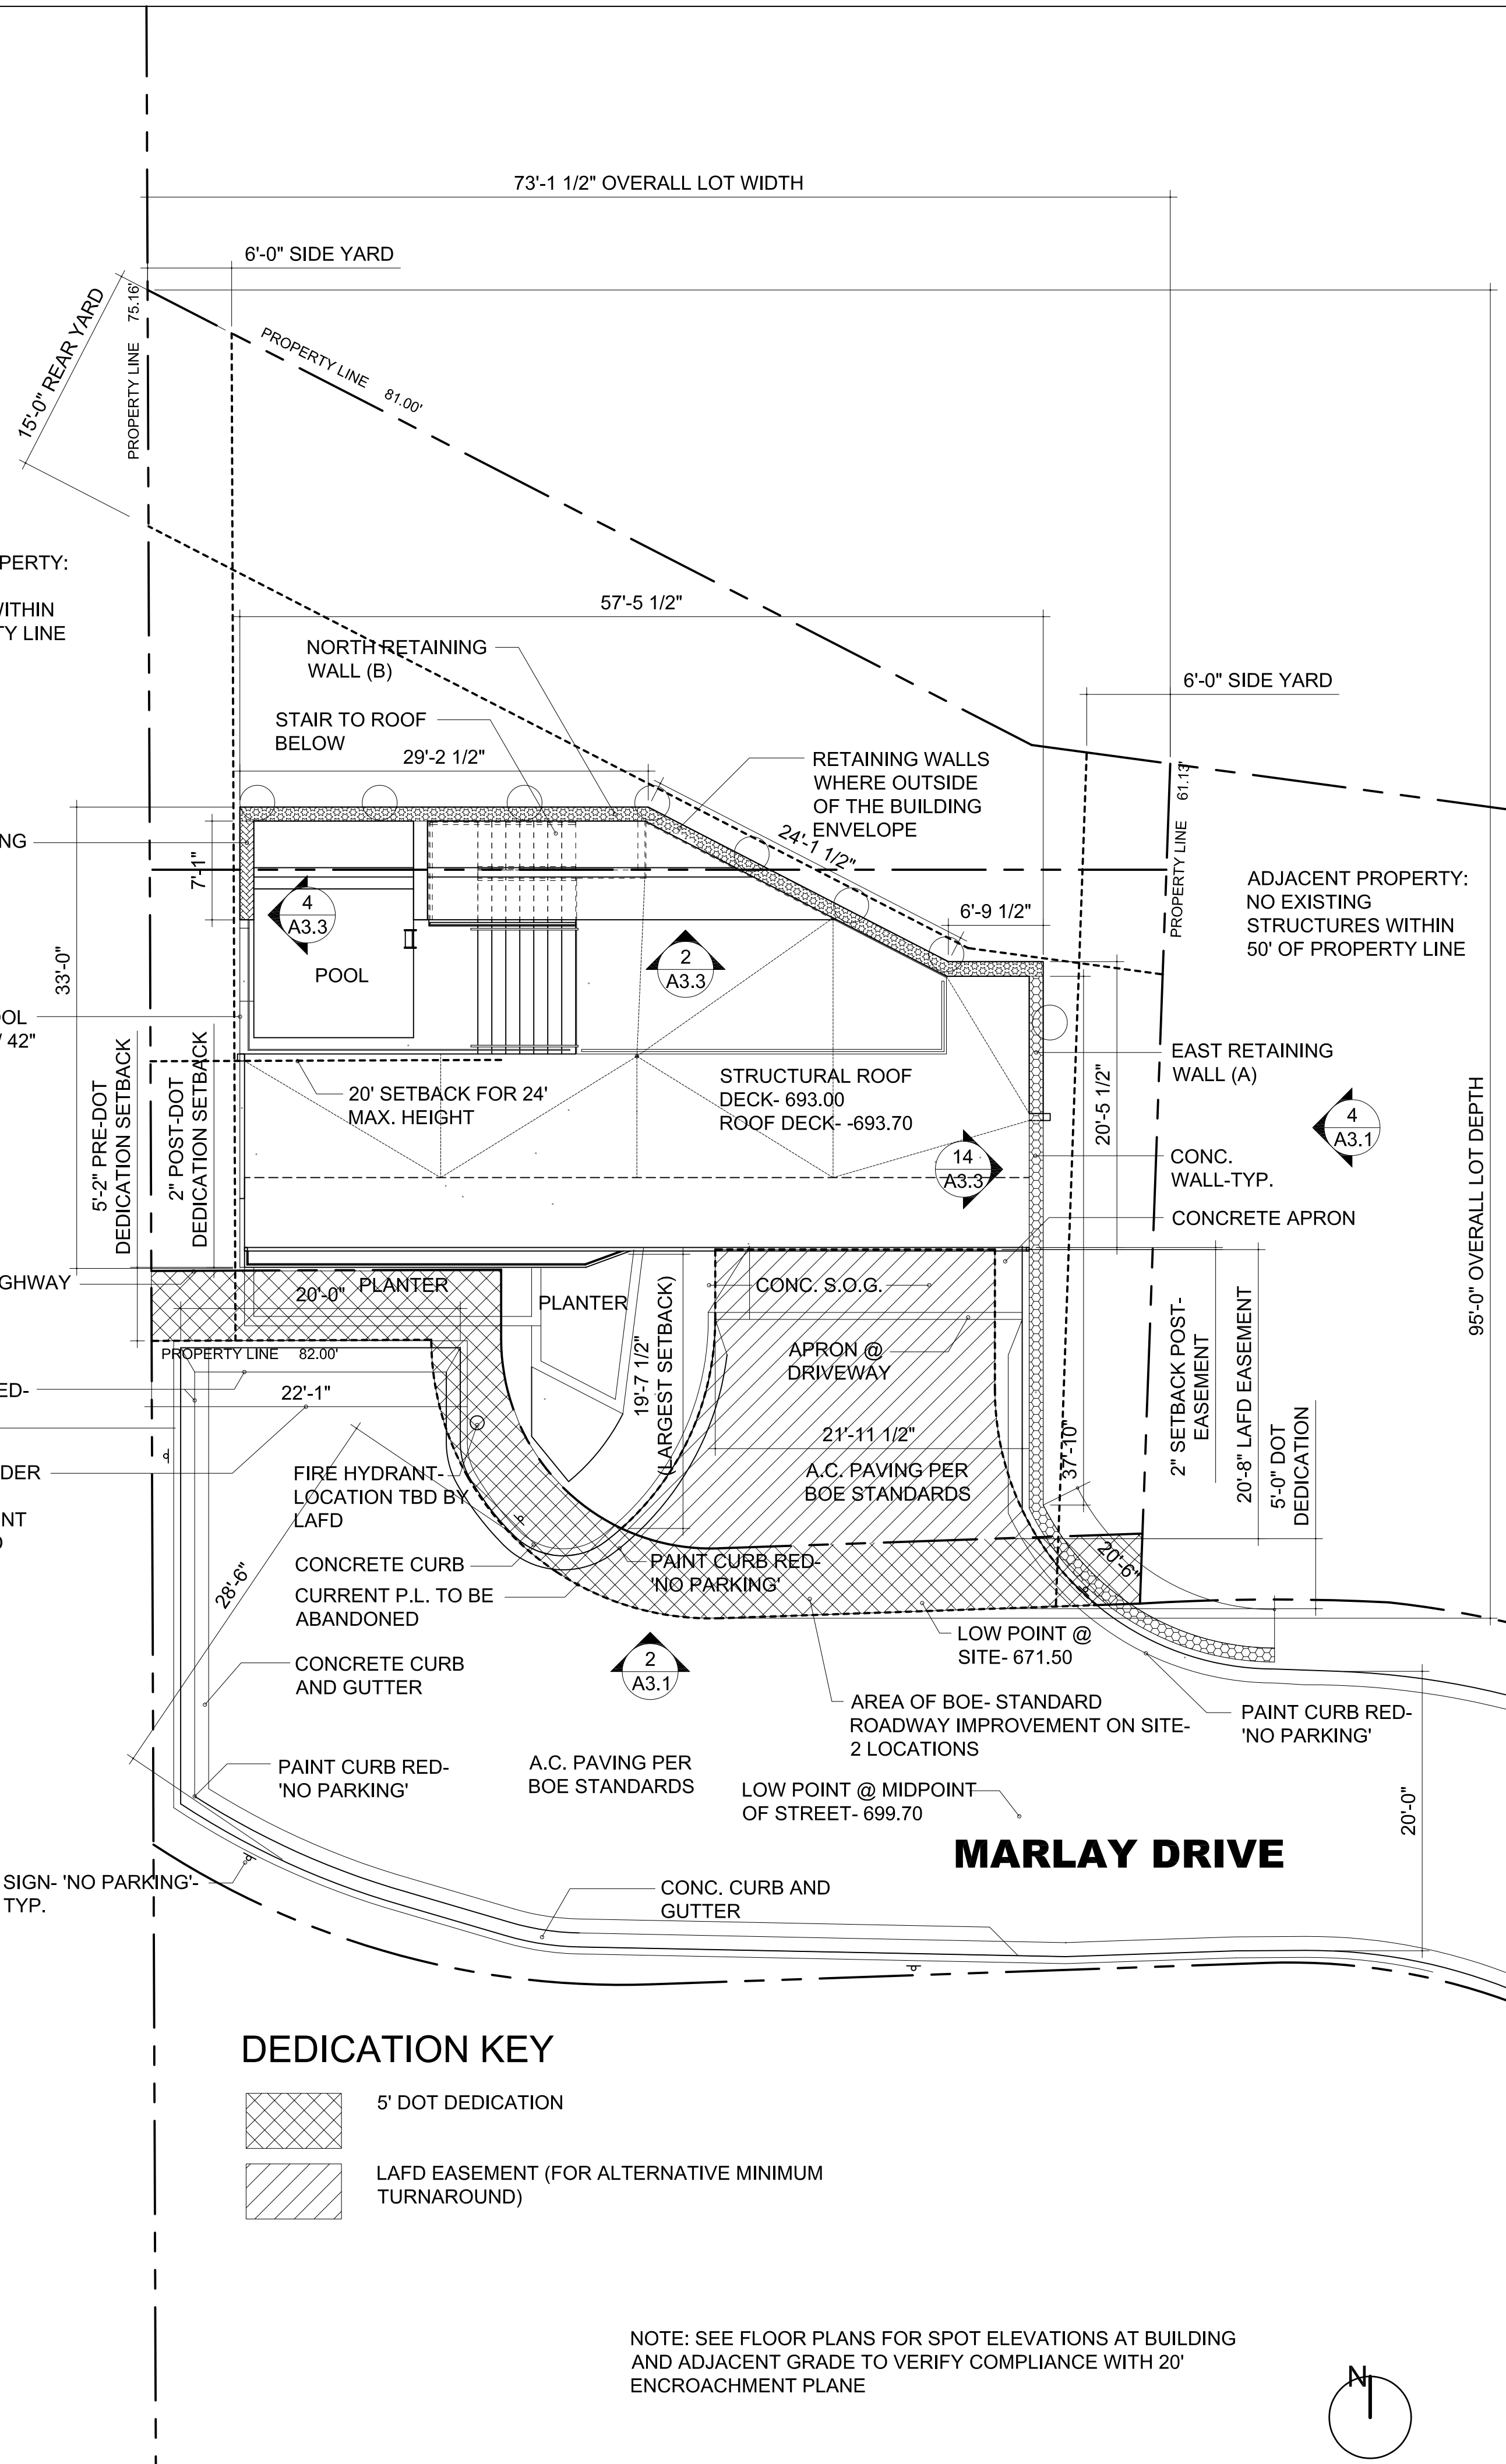 73'-1 1/2" OVERALL LOT WIDTH
6'-0" SIDE YARD
15'-0" REAR YARD
PROPERTY LINE 75.16'
PROPERTY LINE 81.00'
PERTY:
WITHIN
TY LINE
57'-5 1/2"
NORTH RETAINING
WALL (B)
6'-0" SIDE YARD
STAIR TO ROOF
BELOW
29'-2 1/2"
RETAINING WALLS
WHERE OUTSIDE
OF THE BUILDING
ENVELOPE
PROPERTY LINE 61.13'
24'-1 1/2"
NG
7'-1"
6'-9 1/2"
ADJACENT PROPERTY:
NO EXISTING
STRUCTURES WITHIN
50' OF PROPERTY LINE
4
A3.3
33'-0"
2
A3.3
POOL
OOL
/ 42"
5'-2" PRE-DOT
DEDICATION SETBACK
2" POST-DOT
DEDICATION SETBACK
20' SETBACK FOR 24'
MAX. HEIGHT
STRUCTURAL ROOF
DECK- 693.00
ROOF DECK- -693.70
EAST RETAINING
WALL (A)
20'-5 1/2"
4
A3.1
14
A3.3
CONC.
WALL-TYP.
CONCRETE APRON
95'-0" OVERALL LOT DEPTH
GHWAY
20'-0"
PLANTER
PLANTER
CONC. S.O.G.
PROPERTY LINE 82.00'
19'-7 1/2"
(LARGEST SETBACK)
APRON @
DRIVEWAY
2" SETBACK POST-
EASEMENT
20'-8" LAFD EASEMENT
5'-0" DOT
DEDICATION
ED-
22'-1"
21'-11 1/2"
37'-10"
A.C. PAVING PER
BOE STANDARDS
DER
FIRE HYDRANT-
LOCATION TBD BY
LAFD
NT
D
28'-6"
CONCRETE CURB
PAINT CURB RED-
'NO PARKING'
20'-6"
CURRENT P.L. TO BE
ABANDONED
LOW POINT @
SITE- 671.50
2
A3.1
CONCRETE CURB
AND GUTTER
AREA OF BOE- STANDARD
ROADWAY IMPROVEMENT ON SITE-
2 LOCATIONS
PAINT CURB RED-
'NO PARKING'
PAINT CURB RED-
'NO PARKING'
A.C. PAVING PER
BOE STANDARDS
LOW POINT @ MIDPOINT
OF STREET- 699.70
20'-0"
MARLAY DRIVE
SIGN- 'NO PARKING'-
TYP.
CONC. CURB AND
GUTTER
DEDICATION KEY
5' DOT DEDICATION
LAFD EASEMENT (FOR ALTERNATIVE MINIMUM
TURNAROUND)
NOTE: SEE FLOOR PLANS FOR SPOT ELEVATIONS AT BUILDING
AND ADJACENT GRADE TO VERIFY COMPLIANCE WITH 20'
ENCROACHMENT PLANE
N